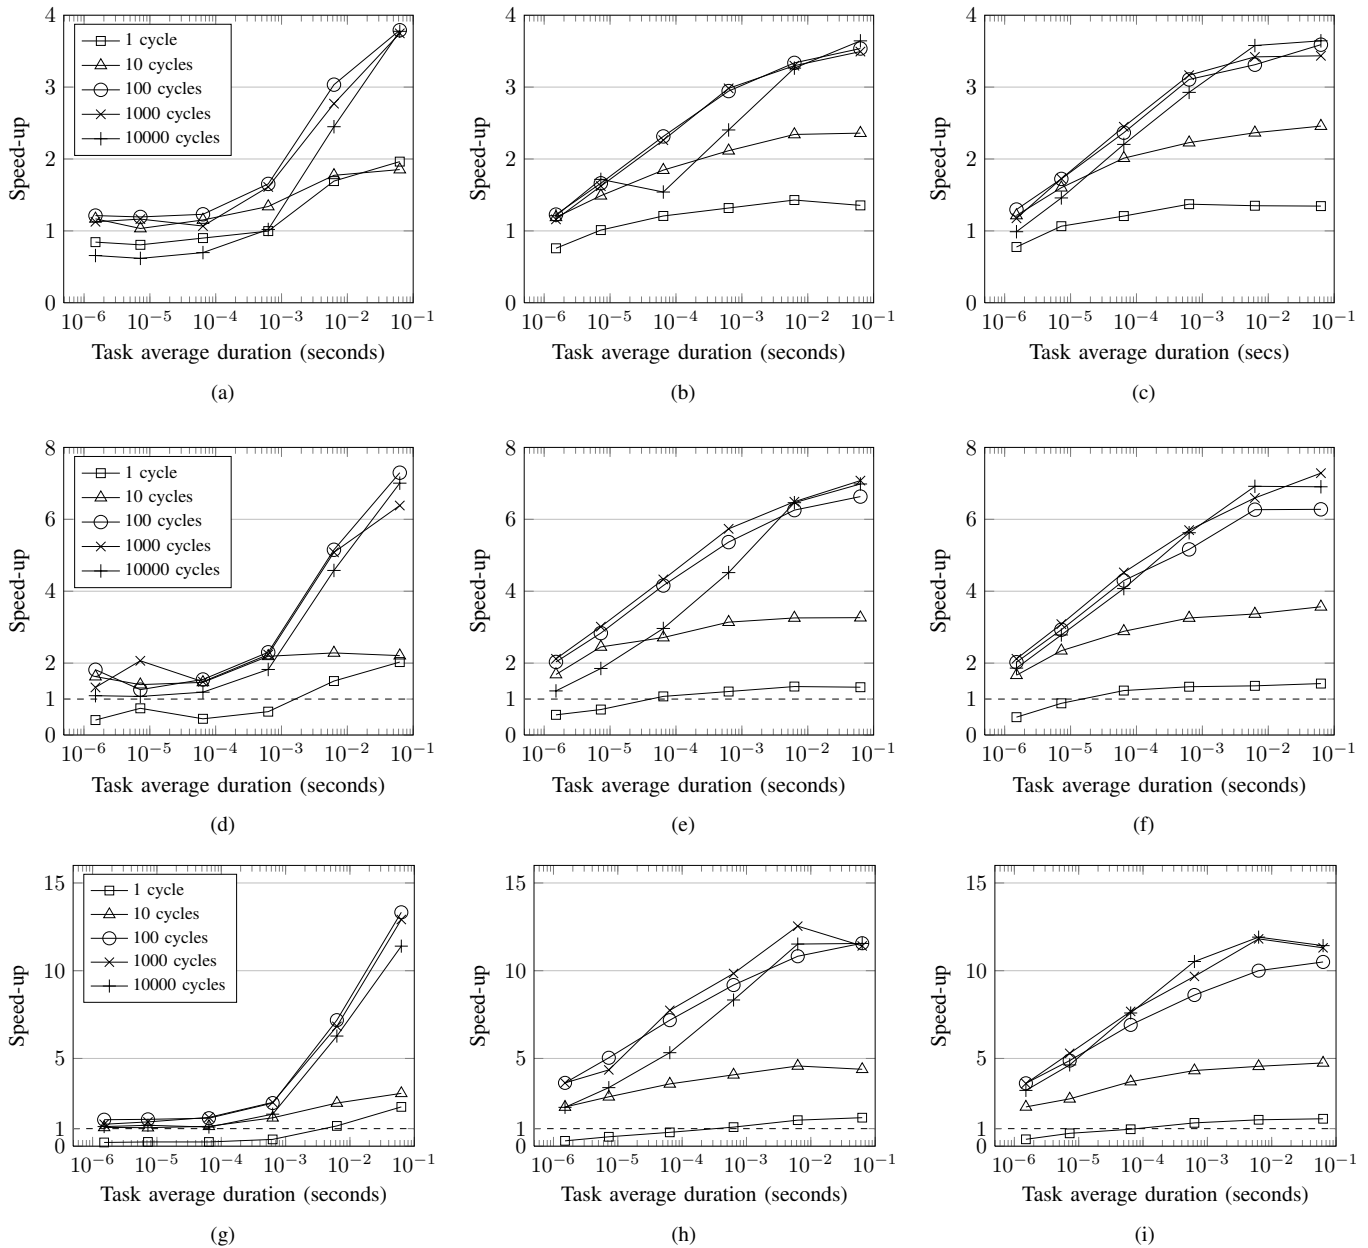 4
3
2
1
0
Speed-up
1 cycle
10 cycles
100 cycles
1000 cycles
10000 cycles
10⁻⁶ 10⁻⁵ 10⁻⁴ 10⁻³ 10⁻² 10⁻¹
Task average duration (seconds)
(a)
4
3
2
1
0
Speed-up
10⁻⁶ 10⁻⁵ 10⁻⁴ 10⁻³ 10⁻² 10⁻¹
Task average duration (seconds)
(b)
4
3
2
1
0
Speed-up
10⁻⁶ 10⁻⁵ 10⁻⁴ 10⁻³ 10⁻² 10⁻¹
Task average duration (secs)
(c)
8
6
4
2
1
0
Speed-up
1 cycle
10 cycles
100 cycles
1000 cycles
10000 cycles
10⁻⁶ 10⁻⁵ 10⁻⁴ 10⁻³ 10⁻² 10⁻¹
Task average duration (seconds)
(d)
8
6
4
2
1
0
Speed-up
10⁻⁶ 10⁻⁵ 10⁻⁴ 10⁻³ 10⁻² 10⁻¹
Task average duration (seconds)
(e)
8
6
4
2
1
0
Speed-up
10⁻⁶ 10⁻⁵ 10⁻⁴ 10⁻³ 10⁻² 10⁻¹
Task average duration (seconds)
(f)
15
10
5
1
0
Speed-up
1 cycle
10 cycles
100 cycles
1000 cycles
10000 cycles
10⁻⁶ 10⁻⁵ 10⁻⁴ 10⁻³ 10⁻² 10⁻¹
Task average duration (seconds)
(g)
15
10
5
1
0
Speed-up
10⁻⁶ 10⁻⁵ 10⁻⁴ 10⁻³ 10⁻² 10⁻¹
Task average duration (seconds)
(h)
15
10
5
1
0
Speed-up
10⁻⁶ 10⁻⁵ 10⁻⁴ 10⁻³ 10⁻² 10⁻¹
Task average duration (seconds)
(i)